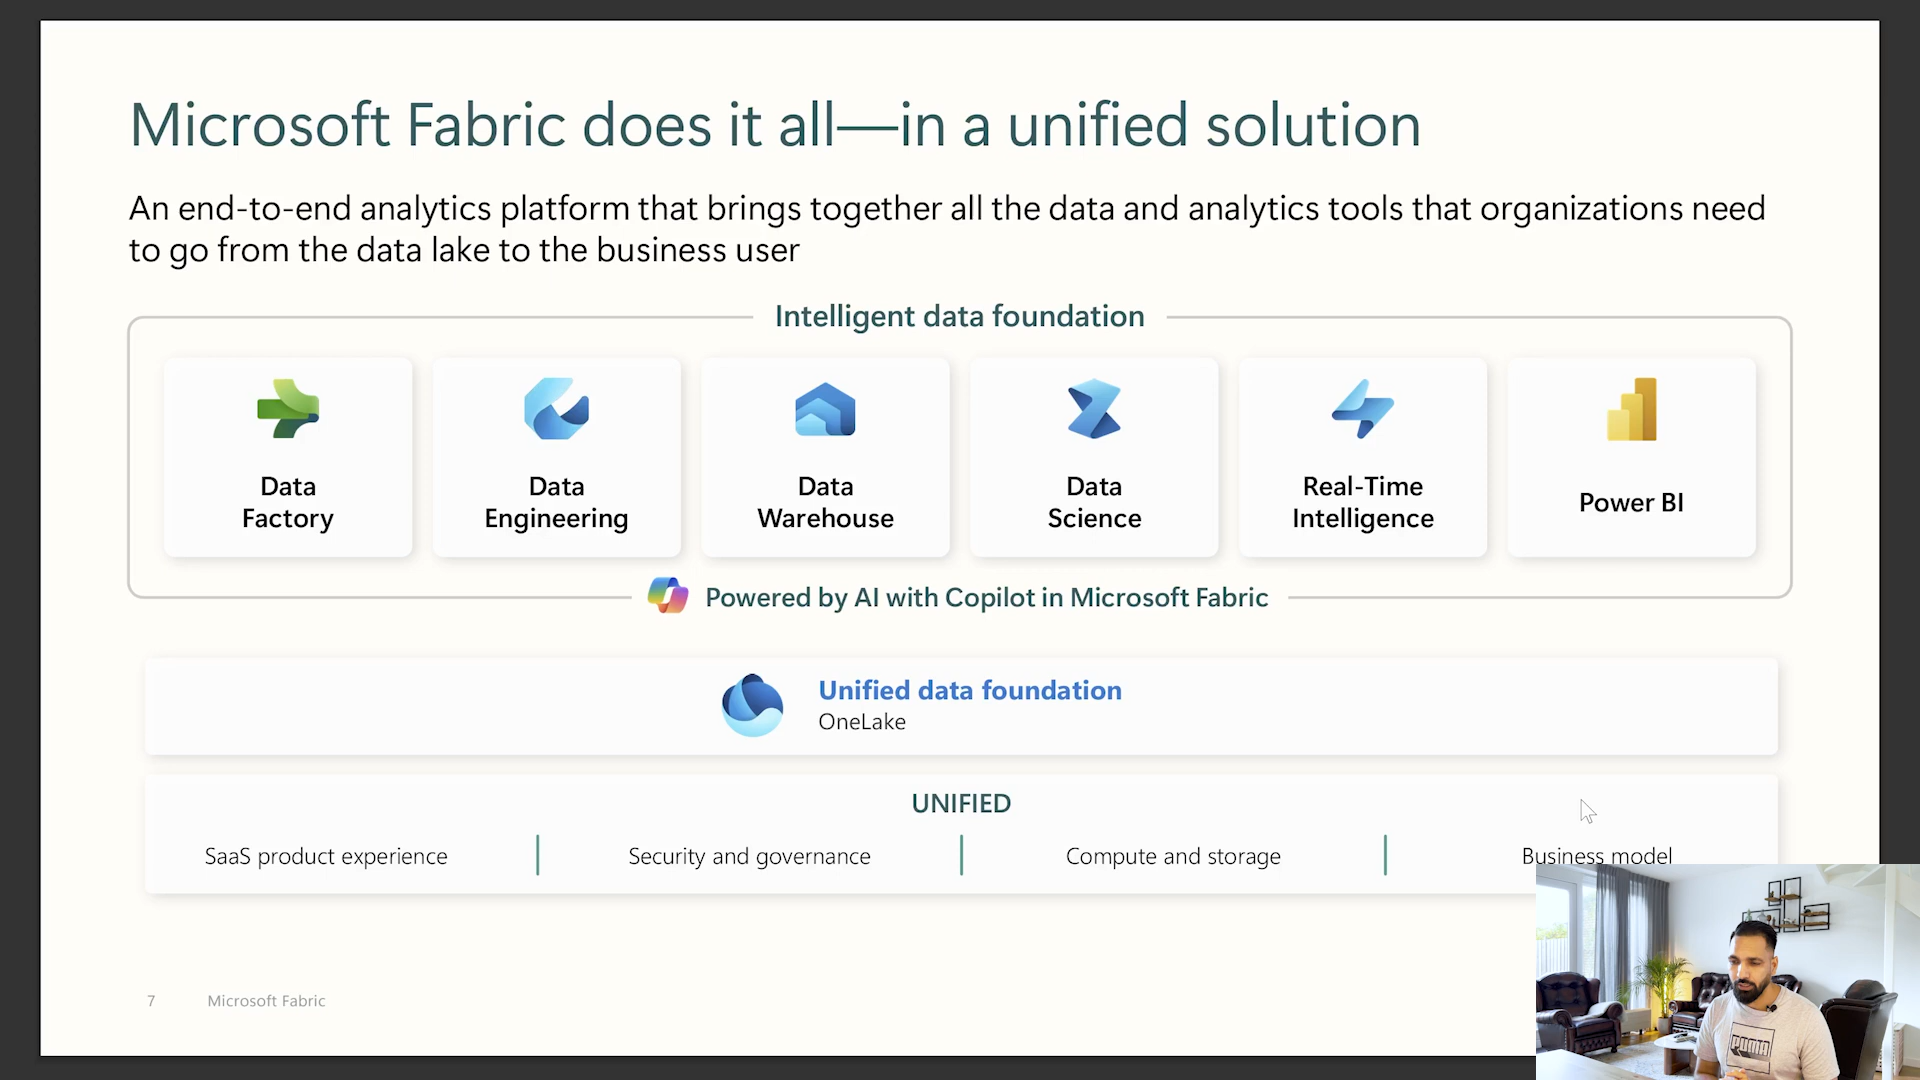 Microsoft Fabric does it all—in a unified solution
An end-to-end analytics platform that brings together all the data and analytics tools that organizations need
to go from the data lake to the business user
Intelligent data foundation
Data
Factory
Data
Engineering
Data
Warehouse
Data
Science
Real-Time
Intelligence
Power BI
Powered by AI with Copilot in Microsoft Fabric
Unified data foundation
OneLake
UNIFIED
SaaS product experience
Security and governance
Compute and storage
Business model
7
Microsoft Fabric
PUMA